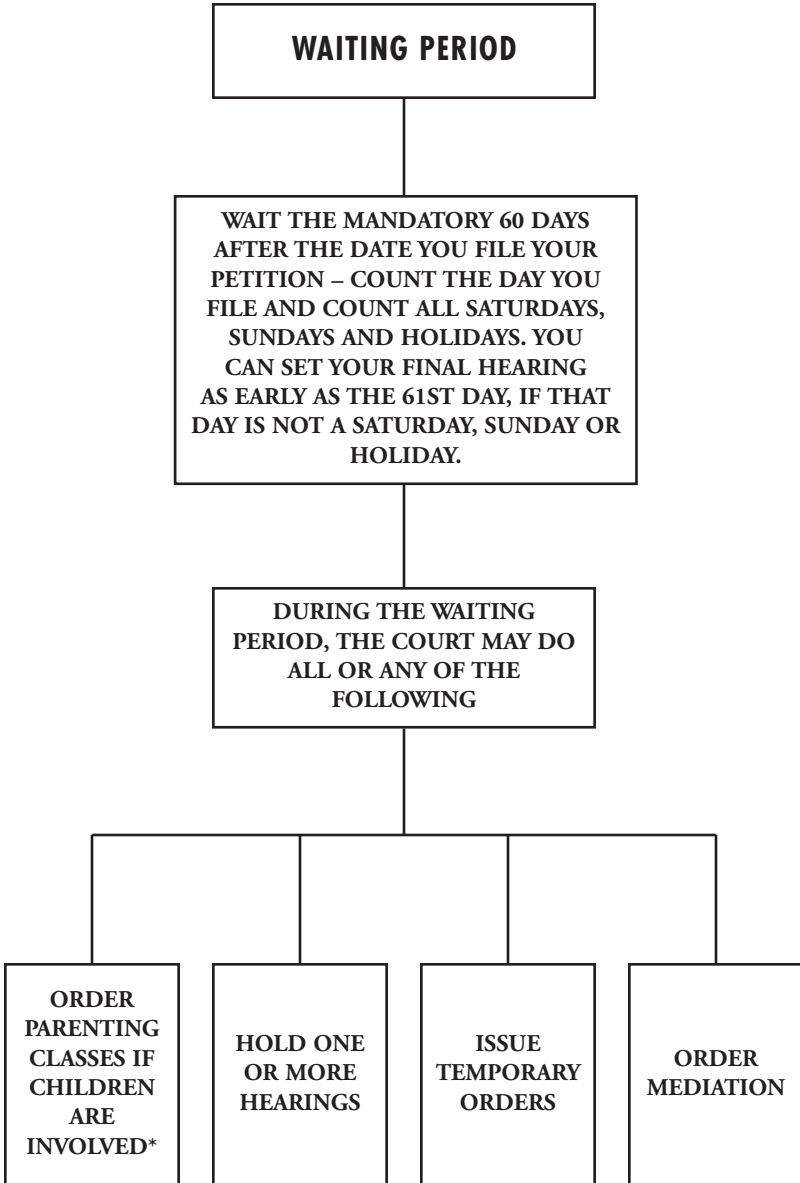 WAITING PERIOD
WAIT THE MANDATORY 60 DAYS
AFTER THE DATE YOU FILE YOUR
PETITION – COUNT THE DAY YOU
FILE AND COUNT ALL SATURDAYS,
SUNDAYS AND HOLIDAYS. YOU
CAN SET YOUR FINAL HEARING
AS EARLY AS THE 61ST DAY, IF THAT
DAY IS NOT A SATURDAY, SUNDAY OR
HOLIDAY.
DURING THE WAITING
PERIOD, THE COURT MAY DO
ALL OR ANY OF THE
FOLLOWING
ORDER
PARENTING
CLASSES IF
CHILDREN
ARE
INVOLVED*
HOLD ONE
OR MORE
HEARINGS
ISSUE
TEMPORARY
ORDERS
ORDER
MEDIATION